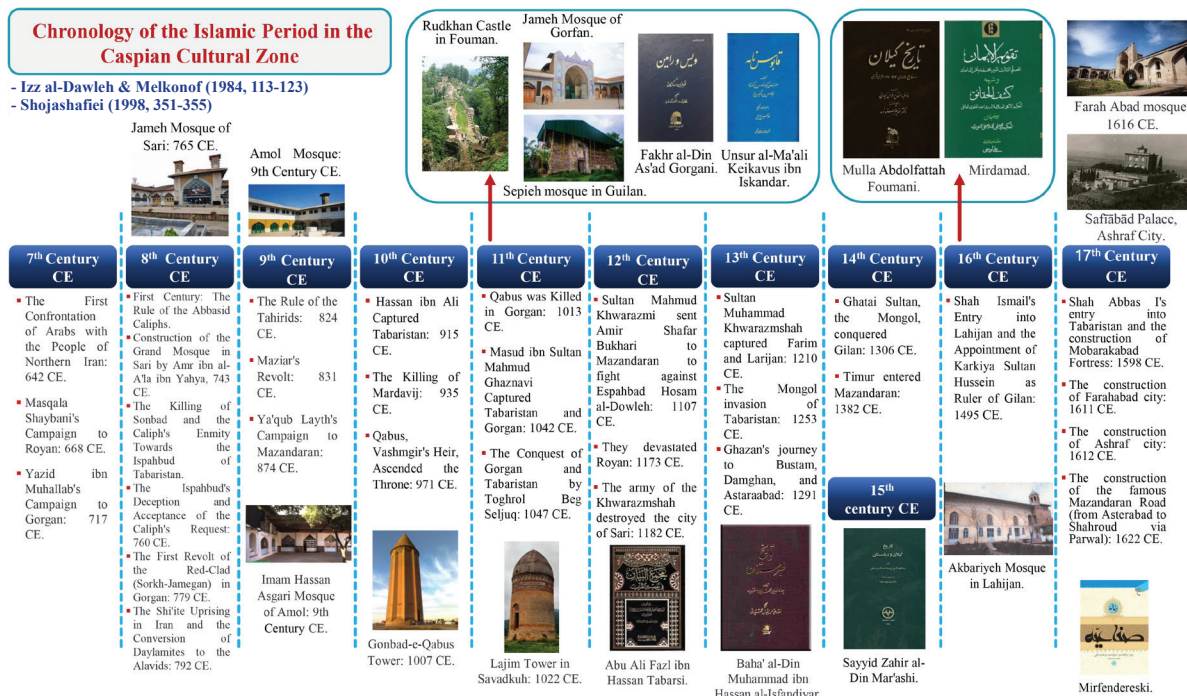 Chronology of the Islamic Period in the
Caspian Cultural Zone
- Izz al-Dawleh & Melkonof (1984, 113-123)
- Shojashafiei (1998, 351-355)
Jameh Mosque of
Sari: 765 CE.
Amol Mosque:
9th Century CE.
Rudkhan Castle
in Fouman.
Jameh Mosque of
Gorfan.
Sepieh mosque in Guilan.
ویس و رامین
Fakhr al-Din
As'ad Gorgani.
قابوس نامه
Unsur al-Ma'ali
Keikavus ibn
Iskandar.
تاریخ گیلان
Mulla Abdolfattah
Foumani.
تقویم الایمان
کشف الحقائق
Mirdamad.
Farah Abad mosque
1616 CE.
Safīābād Palacc,
Ashraf City.
7th Century
CE
▪ The First
Confrontation
of Arabs with
the People of
Northern Iran:
642 CE.
▪ Masqala
Shaybani's
Campaign to
Royan: 668 CE.
▪ Yazid ibn
Muhallab's
Campaign to
Gorgan: 717
CE.
8th Century
CE
▪ First Century: The
Rule of the Abbasid
Caliphs.
▪ Construction of the
Grand Mosque in
Sari by Amr ibn al-
A'la ibn Yahya, 743
CE.
▪ The Killing of
Sonbad and the
Caliph's Enmity
Towards the
Ispahbud of
Tabaristan.
▪ The Ispahbud's
Deception and
Acceptance of the
Caliph's Request:
760 CE.
▪ The First Revolt of
the Red-Clad
(Sorkh-Jamegan) in
Gorgan: 779 CE.
▪ The Shi'ite Uprising
in Iran and the
Conversion of
Daylamites to the
Alavids: 792 CE.
9th Century
CE
▪ The Rule of the
Tahirids: 824
CE.
▪ Maziar's
Revolt: 831
CE.
▪ Ya'qub Layth's
Campaign to
Mazandaran:
874 CE.
Imam Hassan
Asgari Mosque
of Amol: 9th
Century CE.
10th Century
CE
▪ Hassan ibn Ali
Captured
Tabaristan: 915
CE.
▪ The Killing of
Mardavij: 935
CE.
▪ Qabus,
Vashmgir's Heir,
Ascended the
Throne: 971 CE.
Gonbad-e-Qabus
Tower: 1007 CE.
11th Century
CE
▪ Qabus was Killed
in Gorgan: 1013
CE.
▪ Masud ibn Sultan
Mahmud
Ghaznavi
Captured
Tabaristan and
Gorgan: 1042 CE.
▪ The Conquest of
Gorgan and
Tabaristan by
Toghrol Beg
Seljuq: 1047 CE.
Lajim Tower in
Savadkuh: 1022 CE.
12th Century
CE
▪ Sultan Mahmud
Khwarazmi sent
Amir Shafar
Bukhari to
Mazandaran to
fight against
Espahbad Hosam
al-Dowleh: 1107
CE.
▪ They devastated
Royan: 1173 CE.
▪ The army of the
Khwarazmshah
destroyed the city
of Sari: 1182 CE.
Abu Ali Fazl ibn
Hassan Tabarsi.
13th Century
CE
▪ Sultan
Muhammad
Khwarazmshah
captured Farim
and Larijan: 1210
CE.
▪ The Mongol
invasion of
Tabaristan: 1253
CE.
▪ Ghazan's journey
to Bustam,
Damghan, and
Astaraabad: 1291
CE.
Baha' al-Din
Muhammad ibn
Hassan al-Isfandiyar
14th Century
CE
▪ Ghatai Sultan,
the Mongol,
conquered
Gilan: 1306 CE.
▪ Timur entered
Mazandaran:
1382 CE.
15th
century CE
Sayyid Zahir al-
Din Mar'ashi.
16th Century
CE
▪ Shah Ismail's
Entry into
Lahijan and the
Appointment of
Karkiya Sultan
Hussein as
Ruler of Gilan:
1495 CE.
Akbariyeh Mosque
in Lahijan.
17th Century
CE
▪ Shah Abbas I's
entry into
Tabaristan and the
construction of
Mobarakabad
Fortress: 1598 CE.
▪ The construction
of Farahabad city:
1611 CE.
▪ The construction
of Ashraf city:
1612 CE.
▪ The construction
of the famous
Mazandaran Road
(from Asterabad to
Shahroud via
Parwal): 1622 CE.
Mirfendereski.